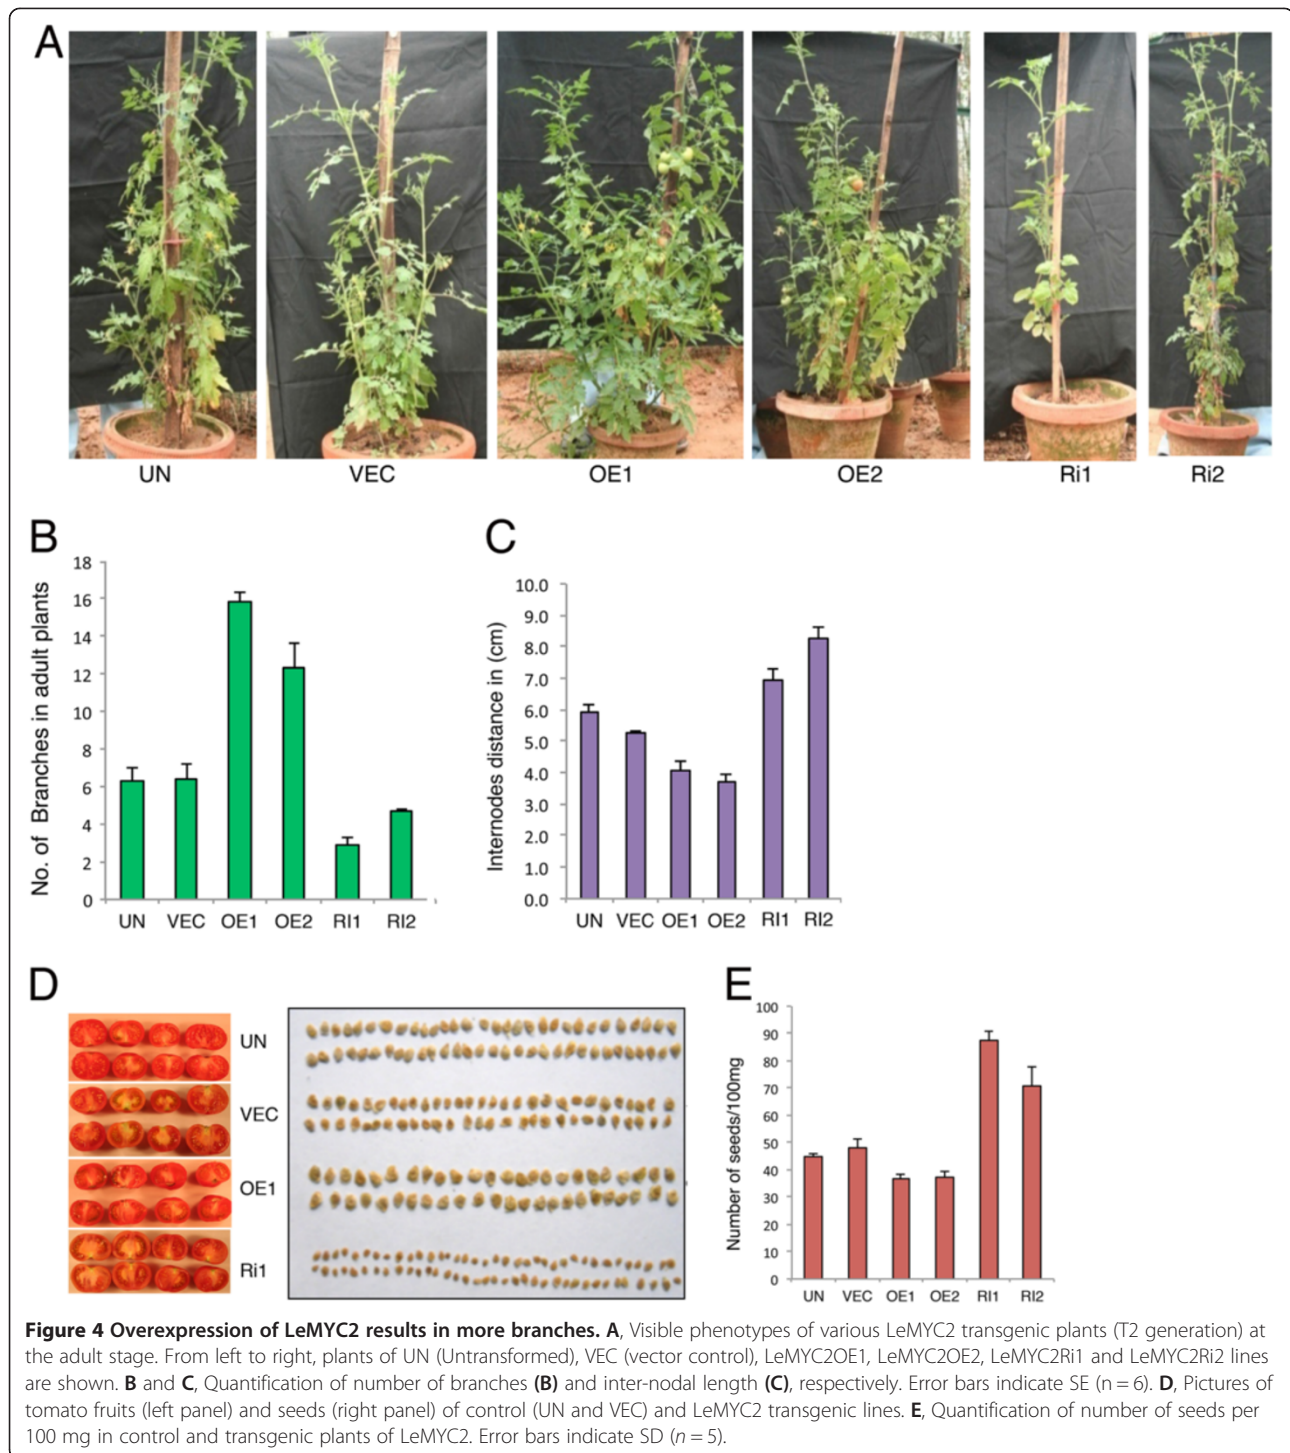 A
UN VEC OE1 OE2 Ri1 Ri2
B
No. of Branches in adult plants
18
16
14
12
10
8
6
4
2
0
UN VEC OE1 OE2 RI1 RI2
C
Internodes distance in (cm)
10.0
9.0
8.0
7.0
6.0
5.0
4.0
3.0
2.0
1.0
0.0
UN VEC OE1 OE2 RI1 RI2
D
UN
VEC
OE1
Ri1
E
Number of seeds/100mg
100
90
80
70
60
50
40
30
20
10
0
UN VEC OE1 OE2 RI1 RI2
Figure 4 Overexpression of LeMYC2 results in more branches. A, Visible phenotypes of various LeMYC2 transgenic plants (T2 generation) at
the adult stage. From left to right, plants of UN (Untransformed), VEC (vector control), LeMYC2OE1, LeMYC2OE2, LeMYC2Ri1 and LeMYC2Ri2 lines
are shown. B and C, Quantification of number of branches (B) and inter-nodal length (C), respectively. Error bars indicate SE (n = 6). D, Pictures of
tomato fruits (left panel) and seeds (right panel) of control (UN and VEC) and LeMYC2 transgenic lines. E, Quantification of number of seeds per
100 mg in control and transgenic plants of LeMYC2. Error bars indicate SD (n = 5).